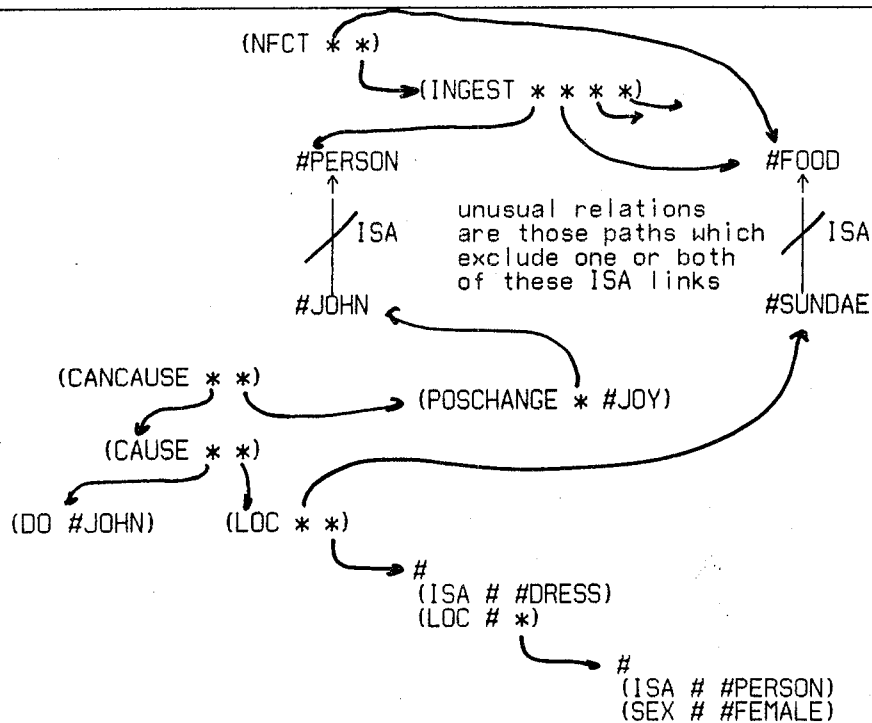 (NFCT * *)
(INGEST * * * *)
#PERSON
#FOOD
ISA
unusual relations
are those paths which
exclude one or both
of these ISA links
ISA
#JOHN
#SUNDAE
(CANCAUSE * *)
(POSCHANGE * #JOY)
(CAUSE * *)
(DO #JOHN)
(LOC * *)
#
(ISA # #DRESS)
(LOC # *)
#
(ISA # #PERSON)
(SEX # #FEMALE)